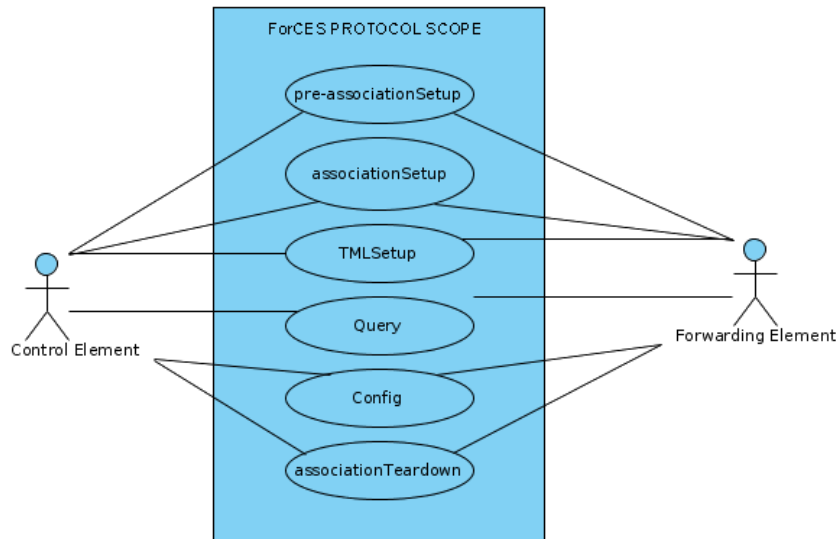 ForCES PROTOCOL SCOPE
pre-associationSetup
associationSetup
TMLSetup
Query
Config
associationTeardown
Control Element
Forwarding Element